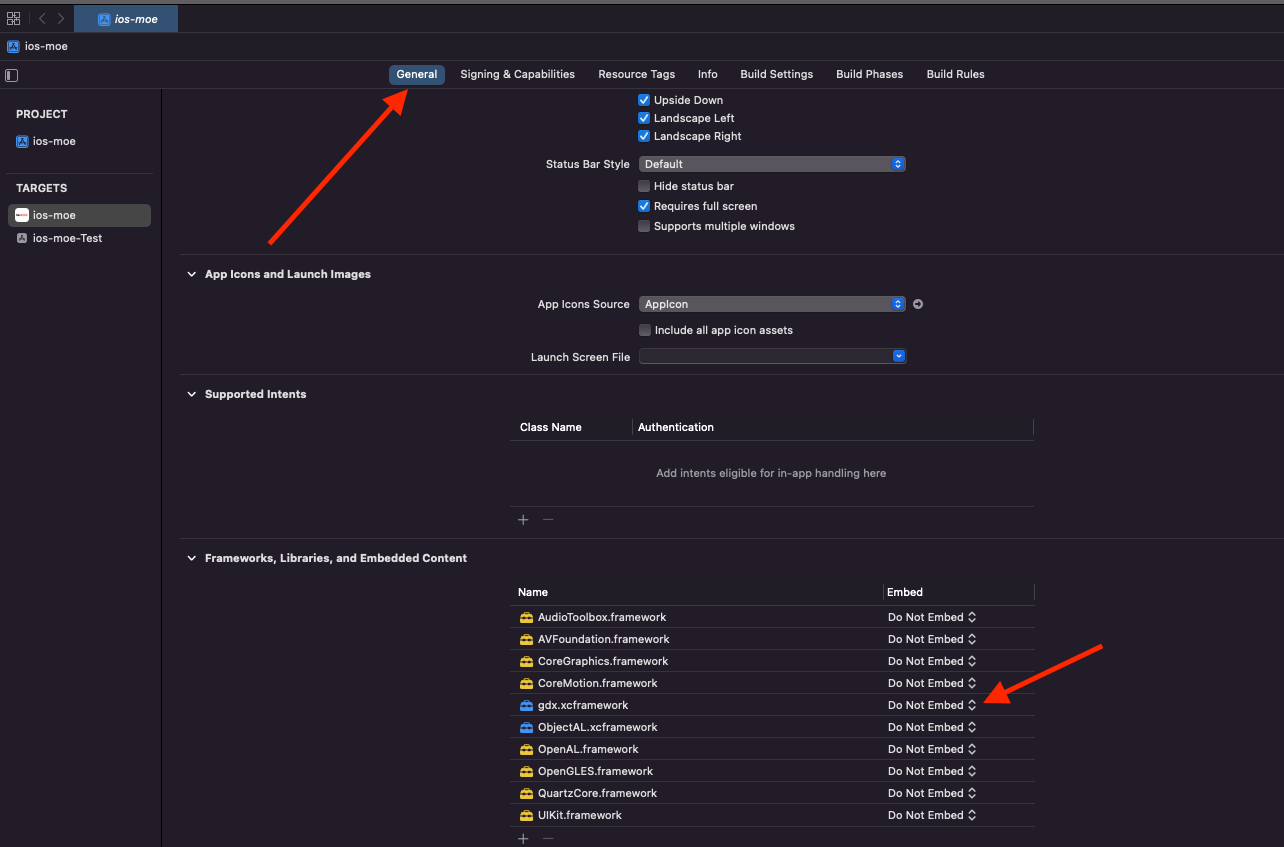 ios-moe
ios-moe
General Signing & Capabilities Resource Tags Info Build Settings Build Phases Build Rules
PROJECT
ios-moe
TARGETS
ios-moe
ios-moe-Test
Upside Down
Landscape Left
Landscape Right
Status Bar Style Default
Hide status bar
Requires full screen
Supports multiple windows
App Icons and Launch Images
App Icons Source AppIcon
Include all app icon assets
Launch Screen File
Supported Intents
Class Name Authentication
Add intents eligible for in-app handling here
Frameworks, Libraries, and Embedded Content
Name Embed
AudioToolbox.framework Do Not Embed
AVFoundation.framework Do Not Embed
CoreGraphics.framework Do Not Embed
CoreMotion.framework Do Not Embed
gdx.xcframework Do Not Embed
ObjectAL.xcframework Do Not Embed
OpenAL.framework Do Not Embed
OpenGLES.framework Do Not Embed
QuartzCore.framework Do Not Embed
UIKit.framework Do Not Embed